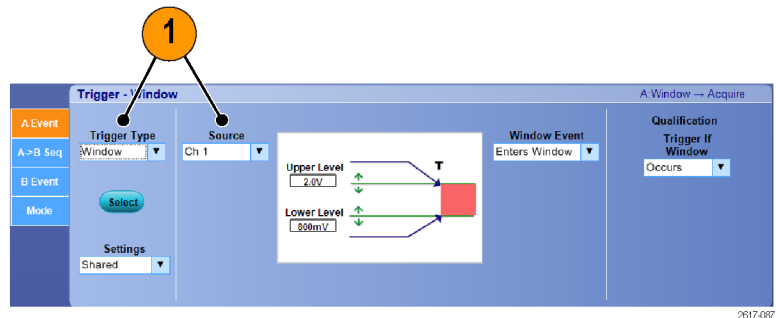 1
Trigger - Window
A:Window → Acquire
A Event
A->B Seq
B Event
Mode
Trigger Type
Window
Select
Settings
Shared
Source
Ch 1
Upper Level
2.0V
Lower Level
800mV
T
Window Event
Enters Window
Qualification
Trigger If
Window
Occurs
2617-087